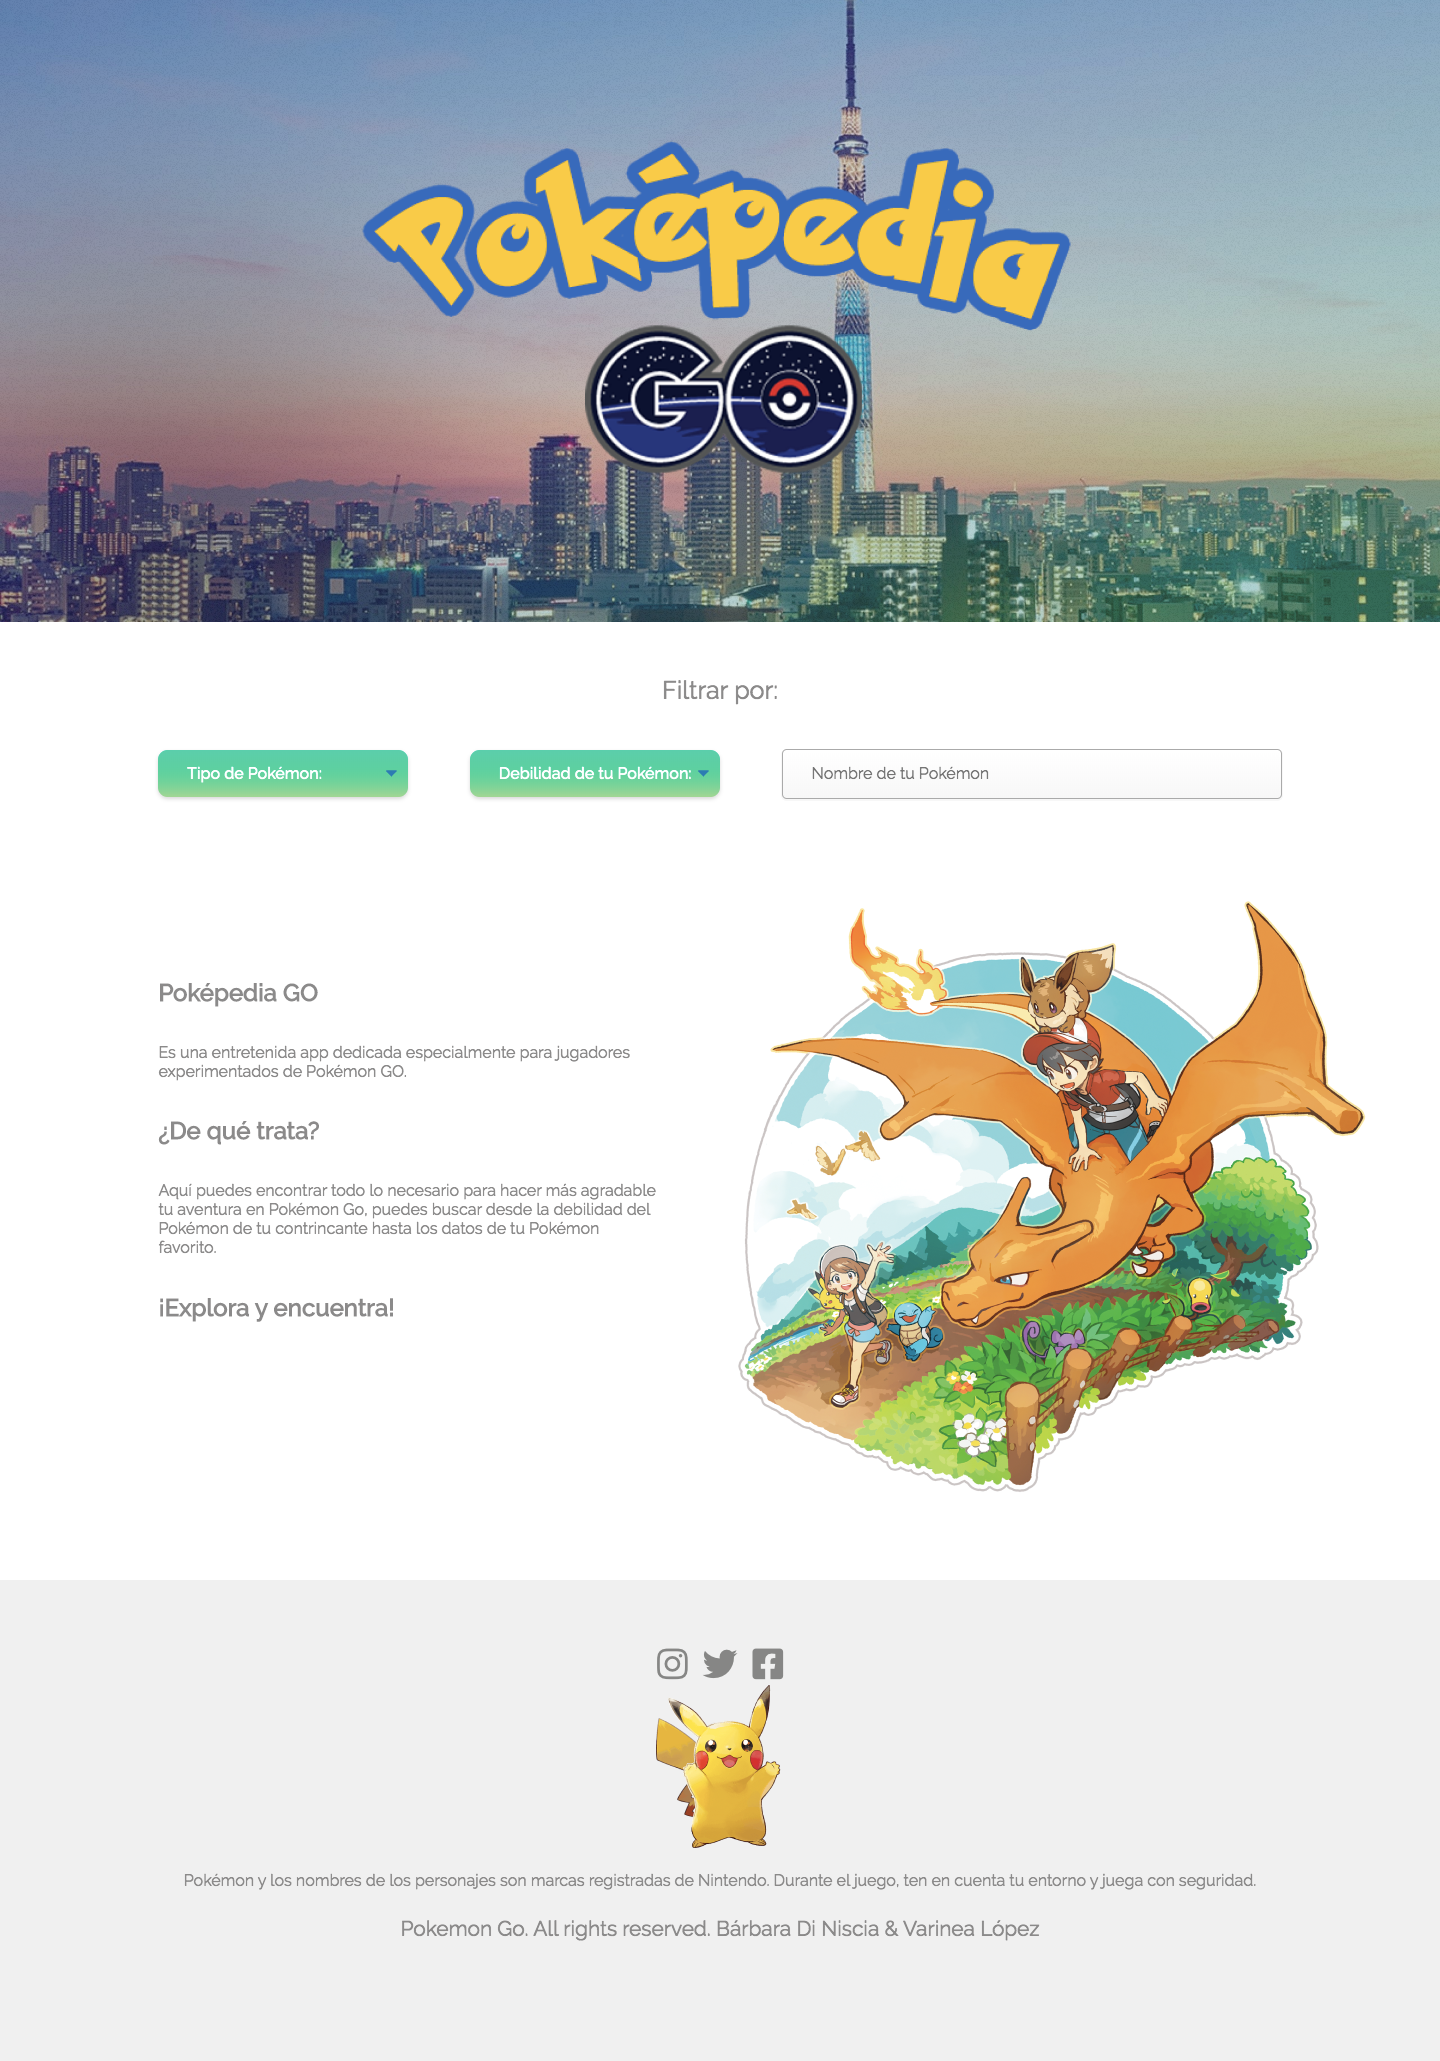 Poképedia
GO
Filtrar por:
Tipo de Pokémon:
Debilidad de tu Pokémon:
Nombre de tu Pokémon
Poképedia GO
Es una entretenida app dedicada especialmente para jugadores
experimentados de Pokémon GO.
¿De qué trata?
Aquí puedes encontrar todo lo necesario para hacer más agradable
tu aventura en Pokémon Go, puedes buscar desde la debilidad del
Pokémon de tu contrincante hasta los datos de tu Pokémon
favorito.
¡Explora y encuentra!
Pokémon y los nombres de los personajes son marcas registradas de Nintendo. Durante el juego, ten en cuenta tu entorno y juega con seguridad.
Pokemon Go. All rights reserved. Bárbara Di Niscia & Varinea López